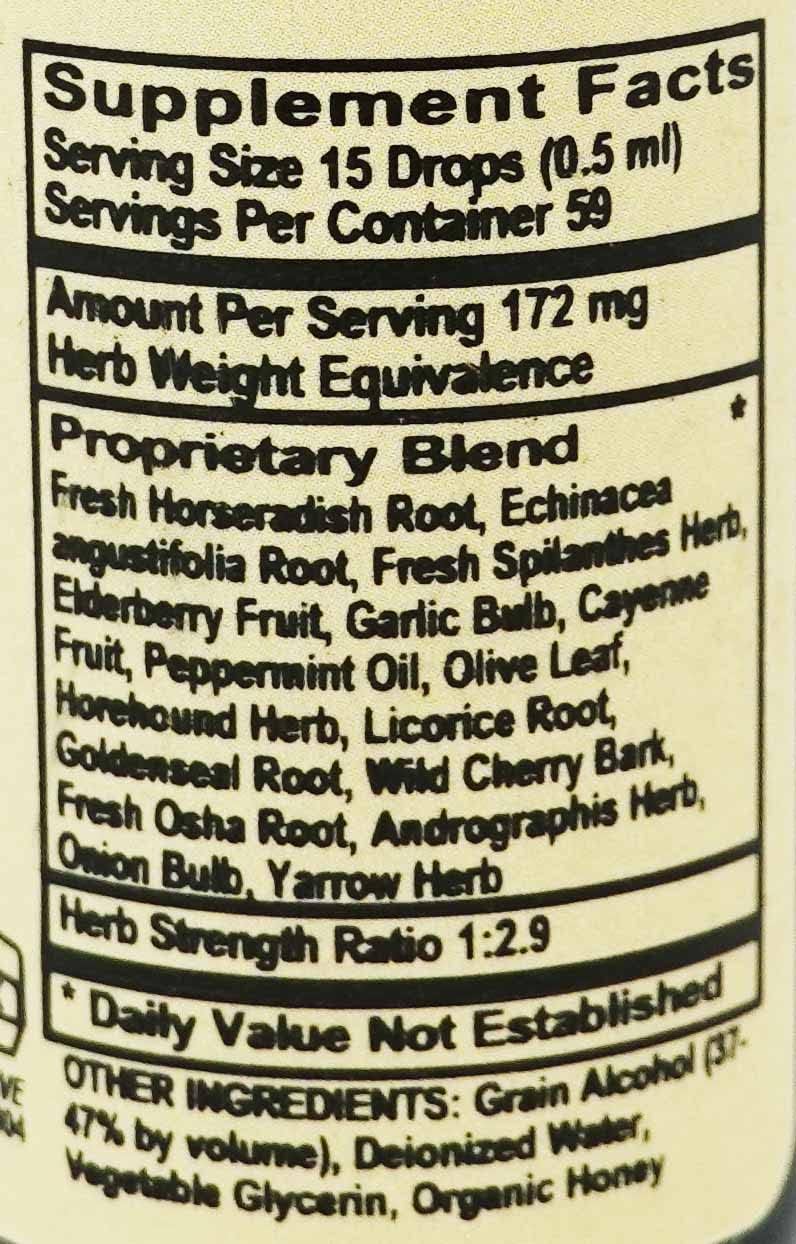 Supplement Facts
Serving Size 15 Drops (0.5 ml)
Servings Per Container 59
Amount Per Serving 172 mg
Herb Weight Equivalence
*
Proprietary Blend
Fresh Horseradish Root, Echinacea
angustifolia Root, Fresh Spilanthes Herb,
Elderberry Fruit, Garlic Bulb, Cayenne
Fruit, Peppermint Oil, Olive Leaf,
Horehound Herb, Licorice Root,
Goldenseal Root, Wild Cherry Bark,
Fresh Osha Root, Andrographis Herb,
Onion Bulb, Yarrow Herb
Herb Strength Ratio 1:2.9
* Daily Value Not Established
OTHER INGREDIENTS: Grain Alcohol (37-
47% by volume), Deionized Water,
Vegetable Glycerin, Organic Honey